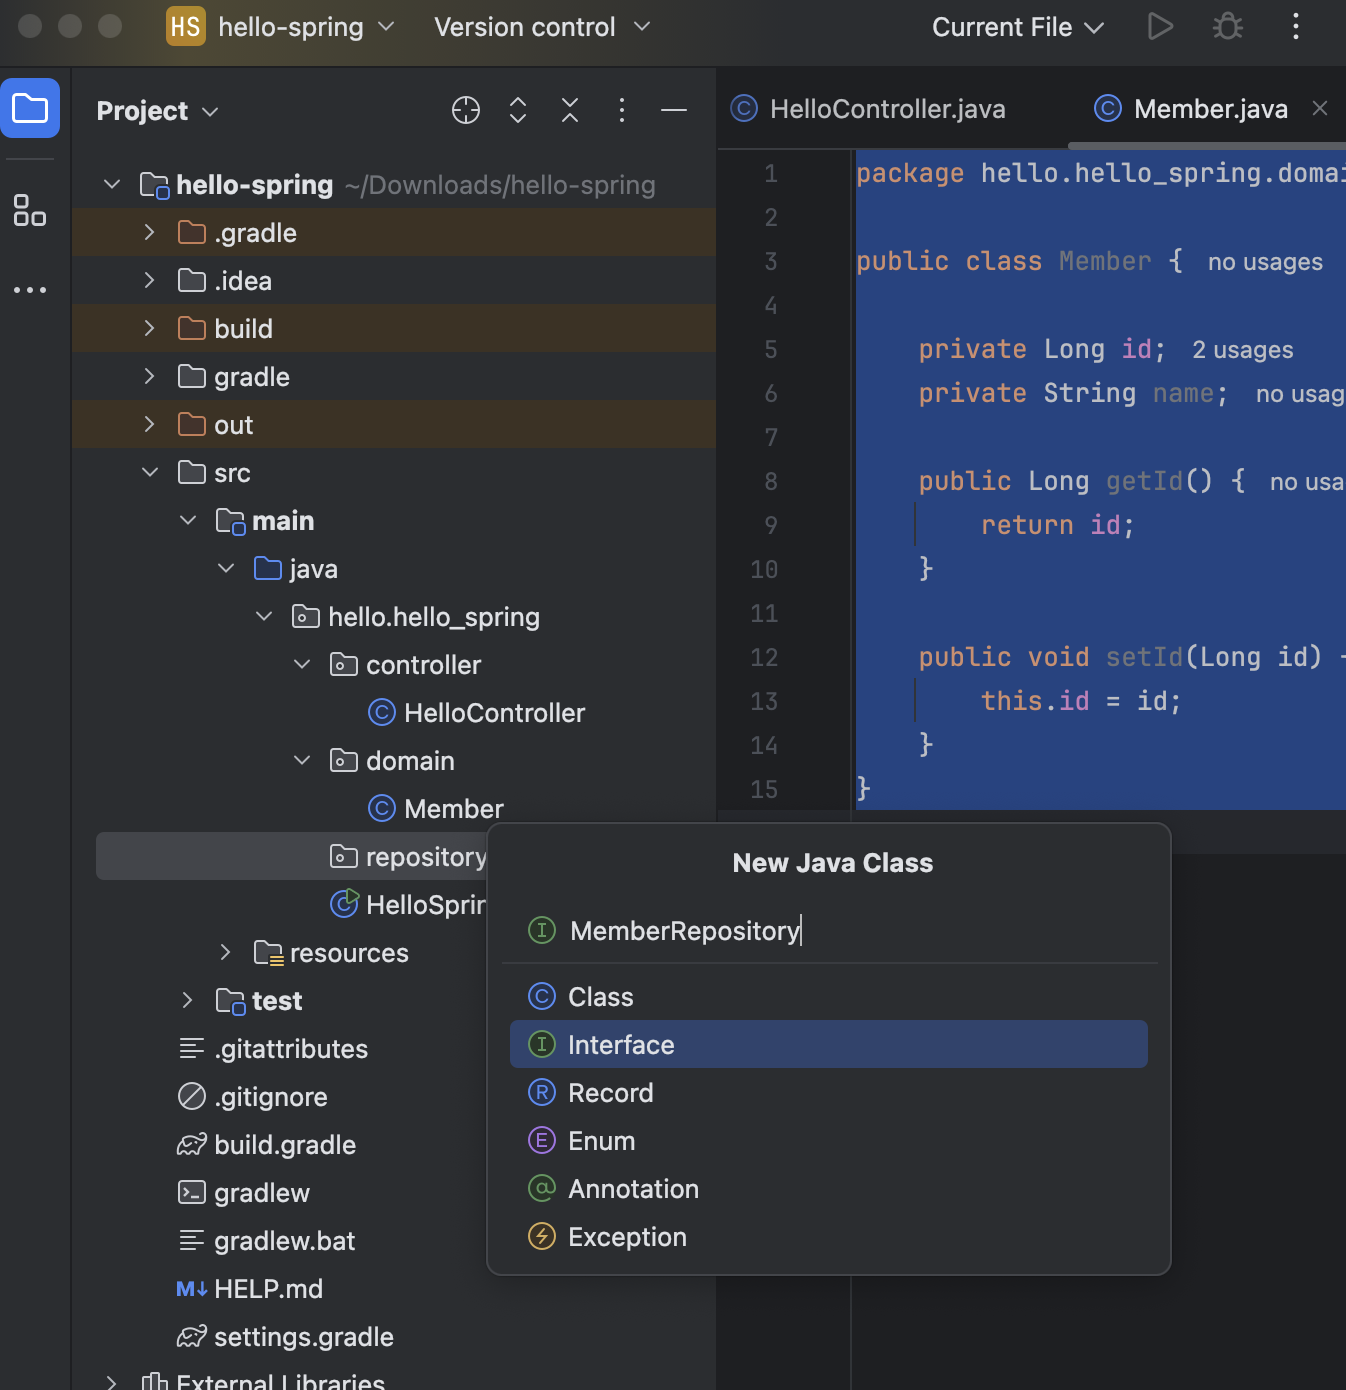 HS hello-spring Version control Current File
Project
HelloController.java Member.java
hello-spring ~/Downloads/hello-spring
.gradle
.idea
build
gradle
out
src
main
java
hello.hello_spring
controller
HelloController
domain
Member
repository
HelloSprin
resources
test
.gitattributes
.gitignore
build.gradle
gradlew
gradlew.bat
M↓ HELP.md
settings.gradle
External Libraries
1 package hello.hello_spring.domai
2
3 public class Member { no usages
4
5 private Long id; 2 usages
6 private String name; no usag
7
8 public Long getId() { no usa
9 return id;
10 }
11
12 public void setId(Long id) {
13 this.id = id;
14 }
15 }
New Java Class
I MemberRepository
C Class
I Interface
R Record
E Enum
@ Annotation
Exception